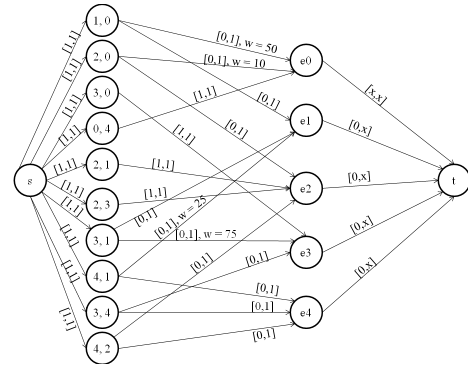 1, 0
[0,1], w = 50
[1,1]
2, 0
[0,1], w = 10
e0
[1,1]
3, 0
[1,1]
[0,1]
[x,x]
[1,1]
0, 4
[1,1]
e1
[1,1]
[0,1]
[1,1]
[0,x]
[1,1]
2, 1
[1,1]
s
e2
[0,x]
t
[1,1]
2, 3
[1,1]
[0,1], w = 25
[1,1]
3, 1
[0,1]
[0,1], w = 75
[0,x]
e3
[1,1]
4, 1
[0,1]
[0,1]
[0,x]
[1,1]
3, 4
[0,1]
[0,1]
e4
[1,1]
4, 2
[0,1]